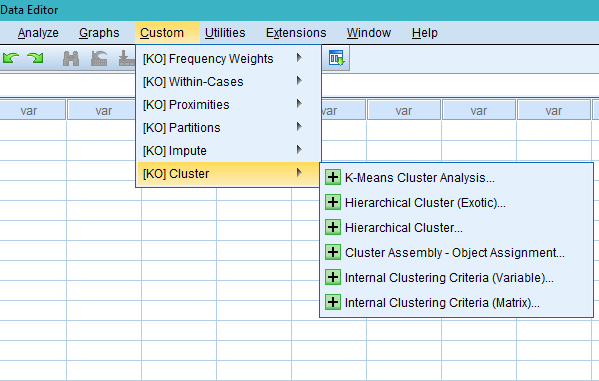 Data Editor
Analyze Graphs Custom Utilities Extensions Window Help
[KO] Frequency Weights
[KO] Within-Cases
[KO] Proximities
var var var var var var var
[KO] Partitions
[KO] Impute
[KO] Cluster
K-Means Cluster Analysis...
Hierarchical Cluster (Exotic)...
Hierarchical Cluster...
Cluster Assembly - Object Assignment...
Internal Clustering Criteria (Variable)...
Internal Clustering Criteria (Matrix)...